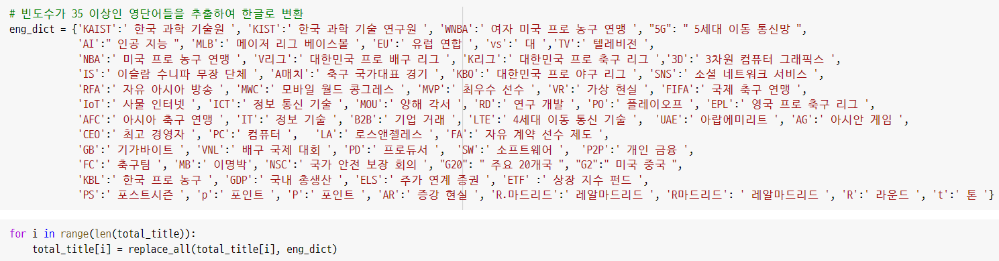 # 빈도수가 35 이상인 영단어들을 추출하여 한글로 변환
eng_dict = {'KAIST':' 한국 과학 기술원 ', 'KIST':' 한국 과학 기술 연구원 ', 'WNBA':' 여자 미국 프로 농구 연맹 ', "5G": " 5세대 이동 통신망 ",
'AI':" 인공 지능 ", 'MLB':' 메이저 리그 베이스볼 ', 'EU':' 유럽 연합 ', 'vs':' 대 ','TV':' 텔레비전 ',
'NBA':' 미국 프로 농구 연맹 ', 'V리그':' 대한민국 프로 배구 리그 ', 'K리그':' 대한민국 프로 축구 리그 ','3D':' 3차원 컴퓨터 그래픽스 ',
'IS':' 이슬람 수니파 무장 단체 ', 'A매치':' 축구 국가대표 경기 ', 'KBO':' 대한민국 프로 야구 리그 ', 'SNS':' 소셜 네트워크 서비스 ',
'RFA':' 자유 아시아 방송 ', 'MWC':' 모바일 월드 콩그레스 ', 'MVP':' 최우수 선수 ', 'VR':' 가상 현실 ', 'FIFA':' 국제 축구 연맹 ',
'IoT':' 사물 인터넷 ', 'ICT':' 정보 통신 기술 ', 'MOU':' 양해 각서 ', 'RD':' 연구 개발 ', 'PO':' 플레이오프 ', 'EPL':' 영국 프로 축구 리그 ',
'AFC':' 아시아 축구 연맹 ', 'IT':' 정보 기술 ', 'B2B':' 기업 거래 ', 'LTE':' 4세대 이동 통신 기술 ',  'UAE':' 아랍에미리트 ', 'AG':' 아시안 게임 ',
'CEO':' 최고 경영자 ', 'PC':' 컴퓨터 ',   'LA':' 로스앤젤레스 ', 'FA':' 자유 계약 선수 제도 ',
'GB':' 기가바이트 ', 'VNL':' 배구 국제 대회 ', 'PD':' 프로듀서 ',  'SW':' 소프트웨어 ', 'P2P':' 개인 금융 ',
'FC':' 축구팀 ', 'MB':' 이명박', 'NSC':' 국가 안전 보장 회의 ', "G20": " 주요 20개국 ", "G2":" 미국 중국 ",
'KBL':' 한국 프로 농구 ', 'GDP':' 국내 총생산 ', 'ELS':' 주가 연계 증권 ', 'ETF' :' 상장 지수 펀드 ',
'PS':' 포스트시즌 ', 'p':' 포인트 ', 'P':' 포인트 ', 'AR':' 증강 현실 ', 'R.마드리드':' 레알마드리드 ', 'R마드리드': ' 레알마드리드 ', 'R':' 라운드 ', 't':' 톤 '}
for i in range(len(total_title)):
total_title[i] = replace_all(total_title[i], eng_dict)